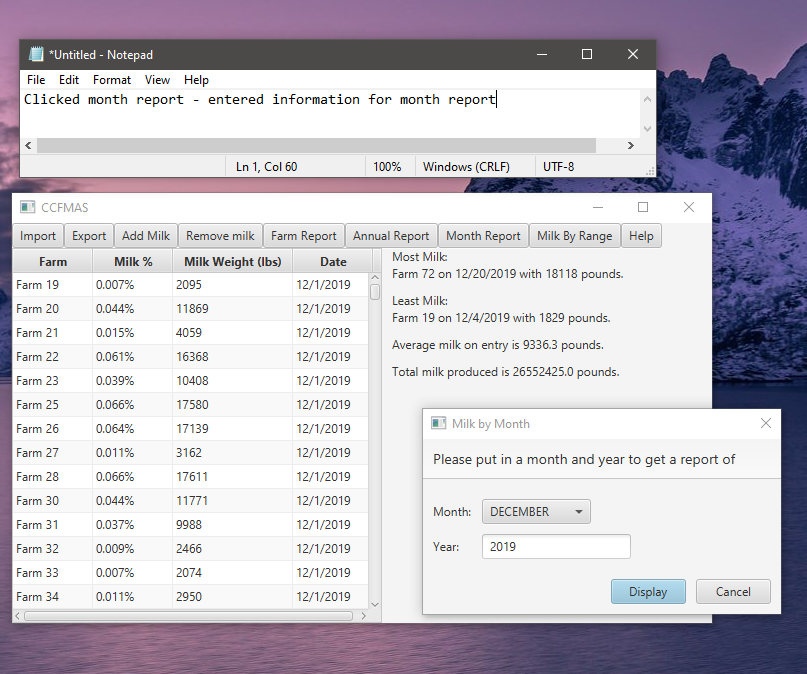 *Untitled - Notepad
File Edit Format View Help
Clicked month report - entered information for month report
Ln 1, Col 60 100% Windows (CRLF) UTF-8
CCFMAS
Import Export Add Milk Remove milk Farm Report Annual Report Month Report Milk By Range Help
Farm Milk % Milk Weight (lbs) Date
Farm 19 0.007% 2095 12/1/2019
Farm 20 0.044% 11869 12/1/2019
Farm 21 0.015% 4059 12/1/2019
Farm 22 0.061% 16368 12/1/2019
Farm 23 0.039% 10408 12/1/2019
Farm 25 0.066% 17580 12/1/2019
Farm 26 0.064% 17139 12/1/2019
Farm 27 0.011% 3162 12/1/2019
Farm 28 0.066% 17611 12/1/2019
Farm 30 0.044% 11771 12/1/2019
Farm 31 0.037% 9988 12/1/2019
Farm 32 0.009% 2466 12/1/2019
Farm 33 0.007% 2074 12/1/2019
Farm 34 0.011% 2950 12/1/2019
Most Milk:
Farm 72 on 12/20/2019 with 18118 pounds.
Least Milk:
Farm 19 on 12/4/2019 with 1829 pounds.
Average milk on entry is 9336.3 pounds.
Total milk produced is 26552425.0 pounds.
Milk by Month
Please put in a month and year to get a report of
Month: DECEMBER
Year: 2019
Display Cancel